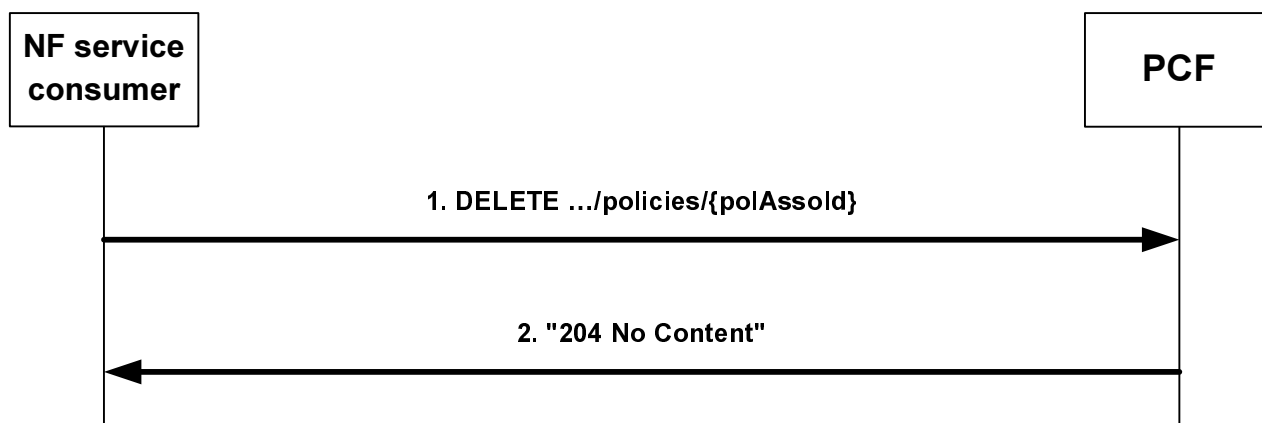 NF service
consumer
PCF
1. DELETE …/policies/{polAssoId}
2. "204 No Content"